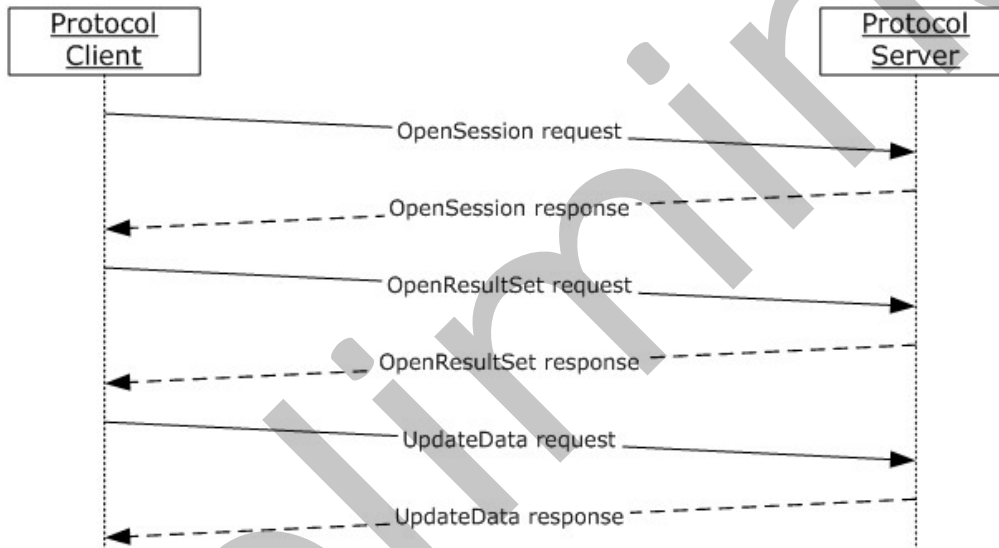 Protocol
Client
Protocol
Server
OpenSession request
OpenSession response
OpenResultSet request
OpenResultSet response
UpdateData request
UpdateData response